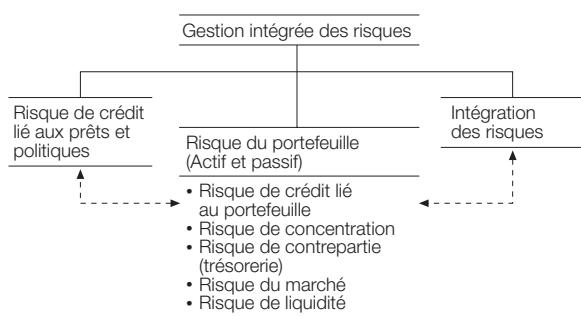 Gestion intégrée des risques
Risque de crédit
lié aux prêts et
politiques
Risque du portefeuille
(Actif et passif)
• Risque de crédit lié
au portefeuille
• Risque de concentration
• Risque de contrepartie
(trésorerie)
• Risque du marché
• Risque de liquidité
Intégration
des risques